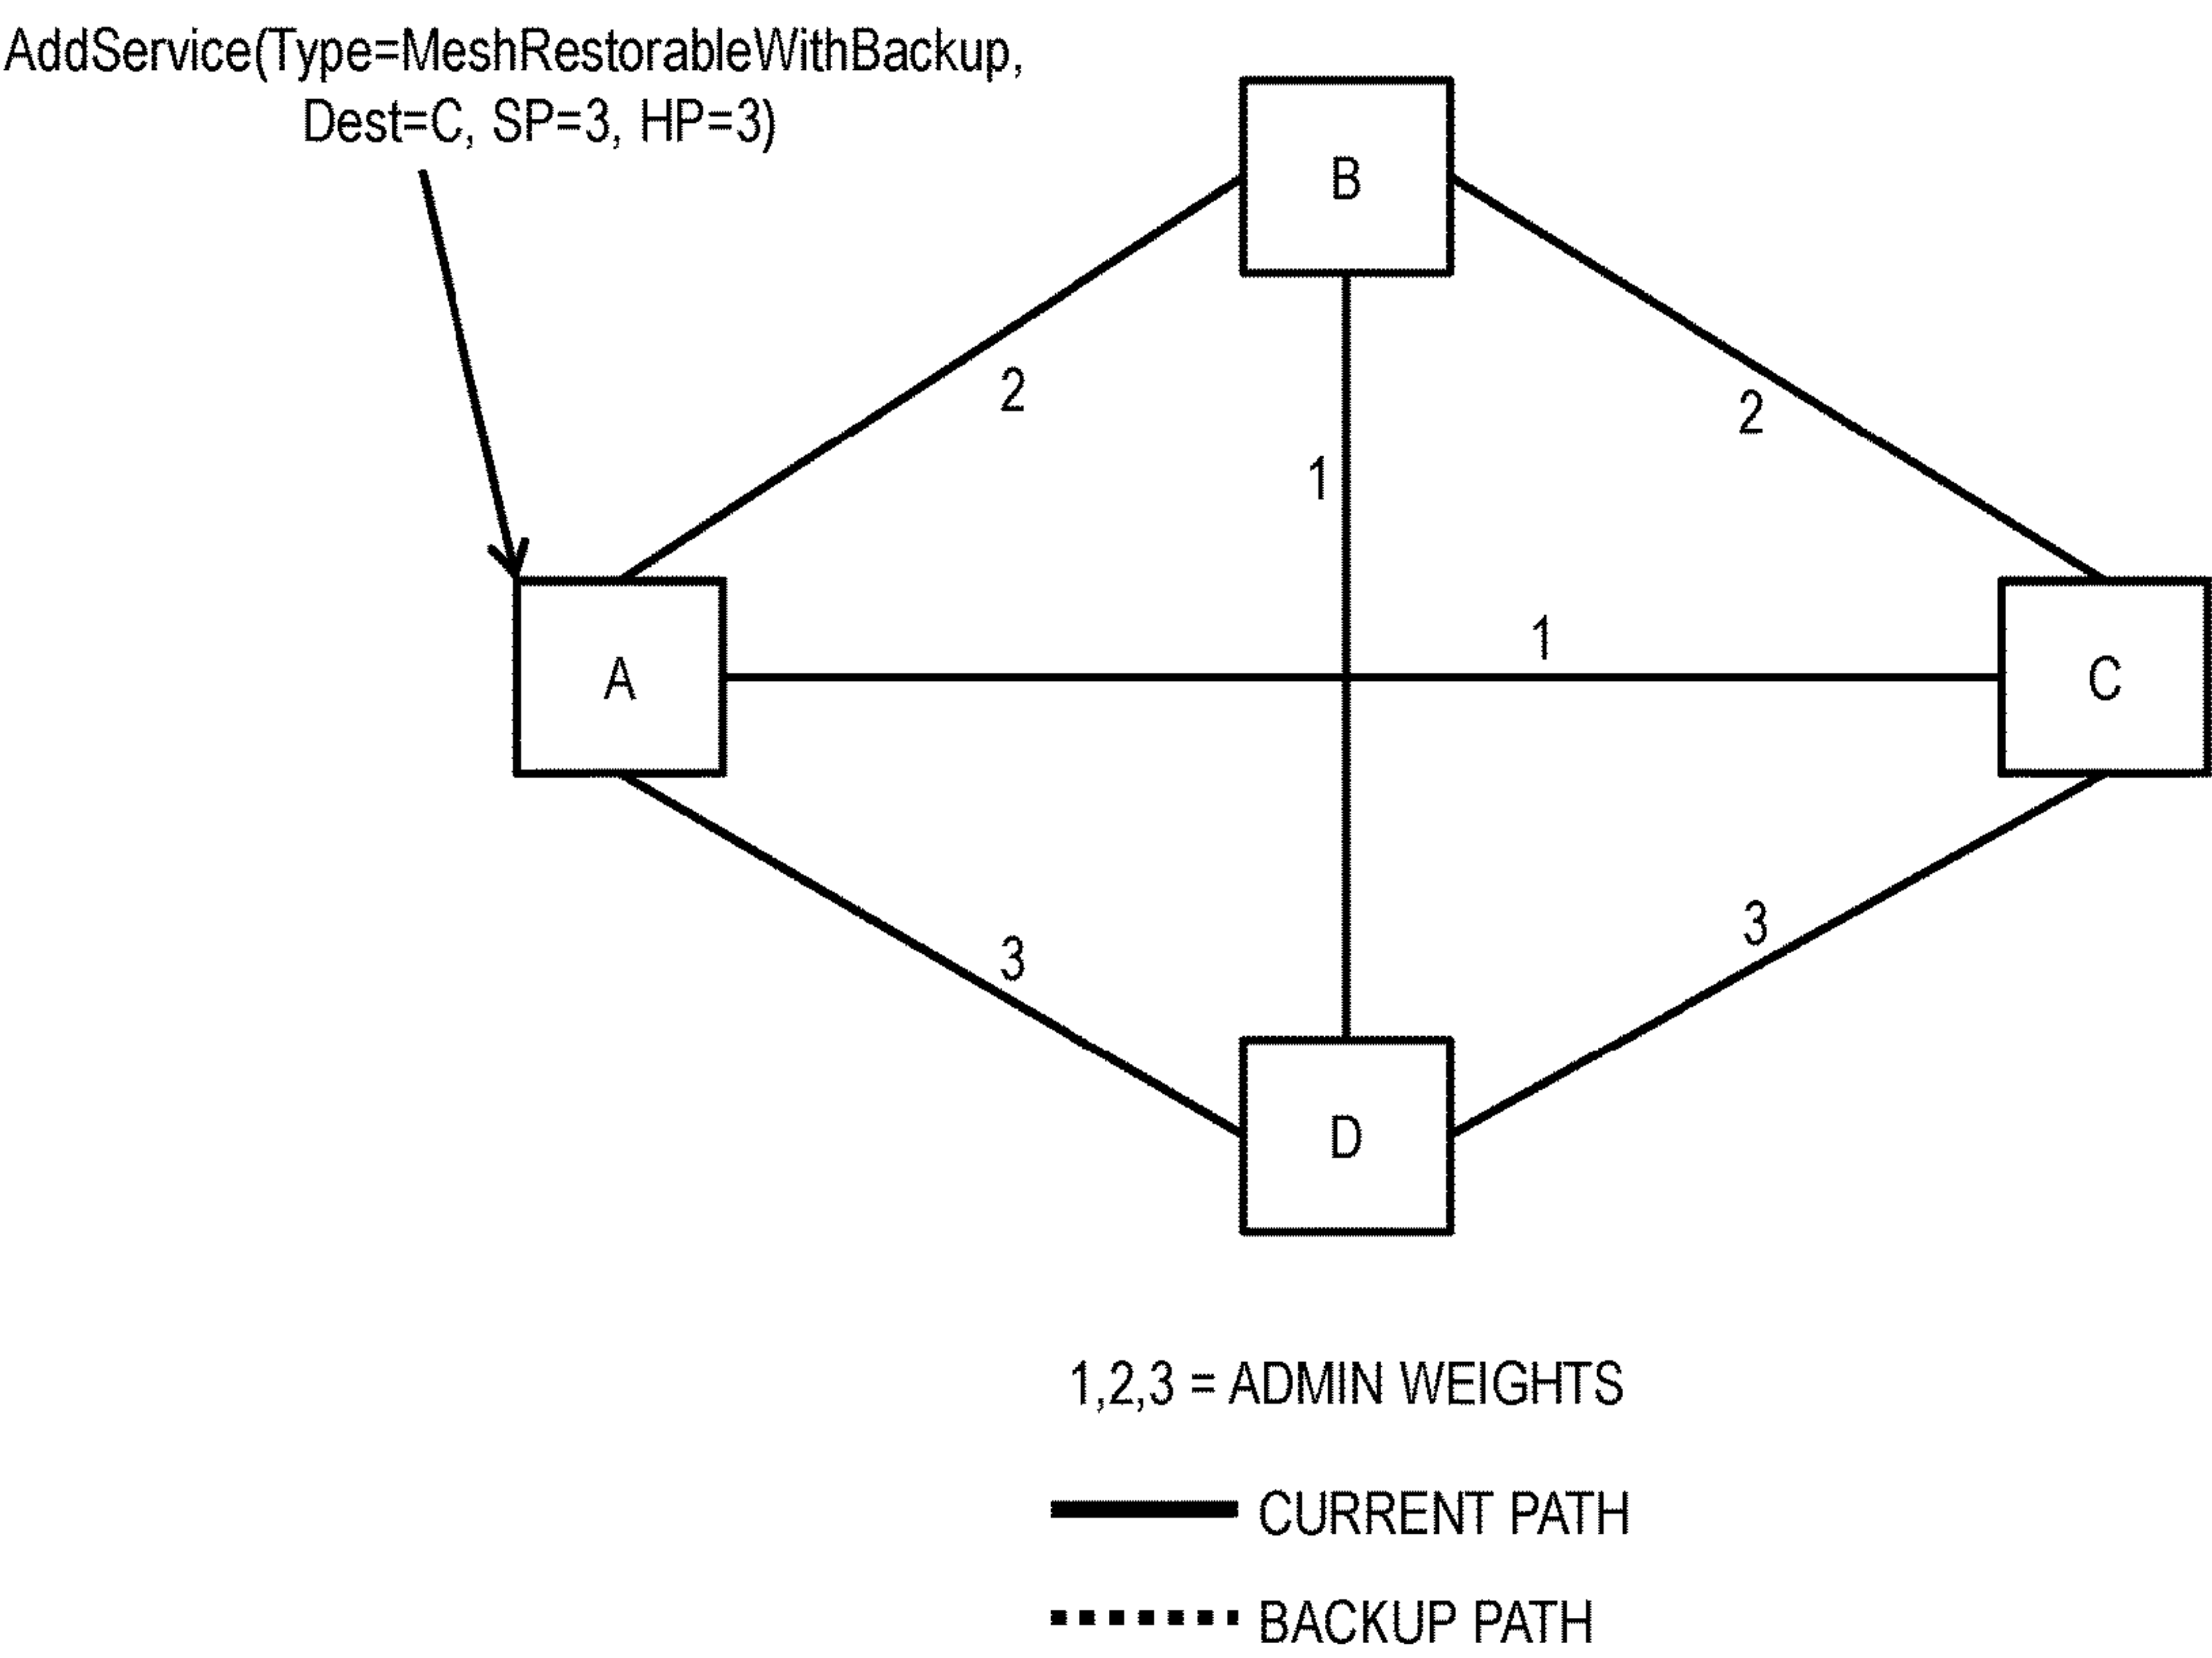 AddService(Type=MeshRestorableWithBackup,
Dest=C, SP=3, HP=3)
B
2
2
1
1
A
C
3
3
D
1,2,3 = ADMIN WEIGHTS
CURRENT PATH
BACKUP PATH